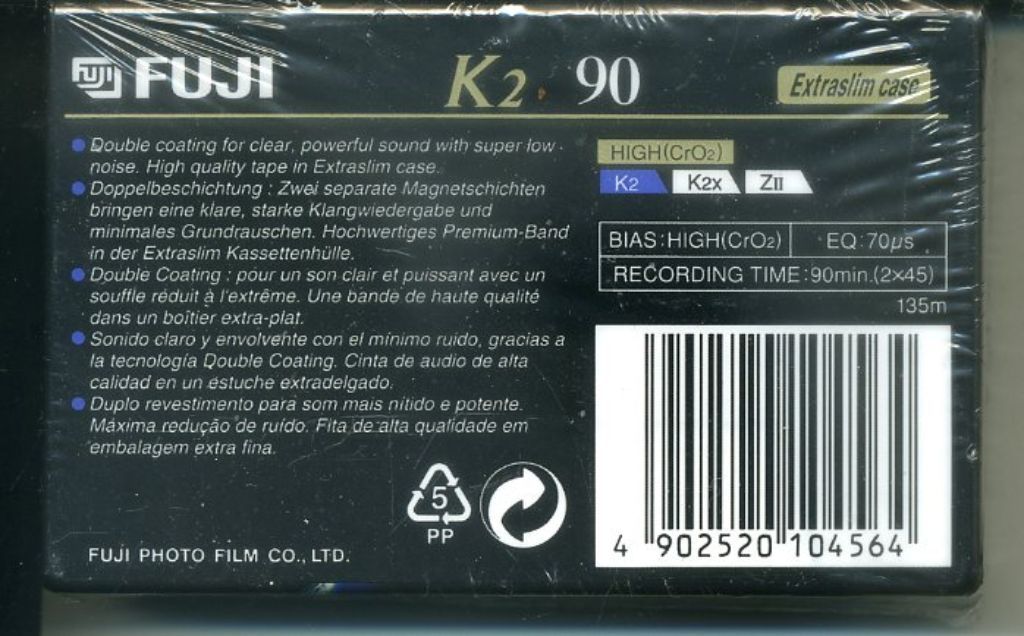 FUJI FUJI K2 90 Extraslim case
Double coating for clear, powerful sound with super low
noise. High quality tape in Extraslim case.
Doppelbeschichtung : Zwei separate Magnetschichten
bringen eine klare, starke Klangwiedergabe und
minimales Grundrauschen. Hochwertiges Premium-Band
in der Extraslim Kassettenhülle.
Double Coating : pour un son clair et puissant avec un
souffle réduit à l'extrême. Une bande de haute qualité
dans un boîtier extra-plat.
Sonido claro y envolvente con el mínimo ruido, gracias a
la tecnología Double Coating. Cinta de audio de alta
calidad en un estuche extradelgado.
Duplo revestimento para som mais nítido e potente.
Máxima redução de ruído. Fita de alta qualidade em
embalagem extra fina.
FUJI PHOTO FILM CO., LTD.
5
PP
HIGH(CrO2)
K2 K2x ZII
BIAS:HIGH(CrO2) EQ:70µs
RECORDING TIME:90min.(2×45)
135m
4 902520 104564